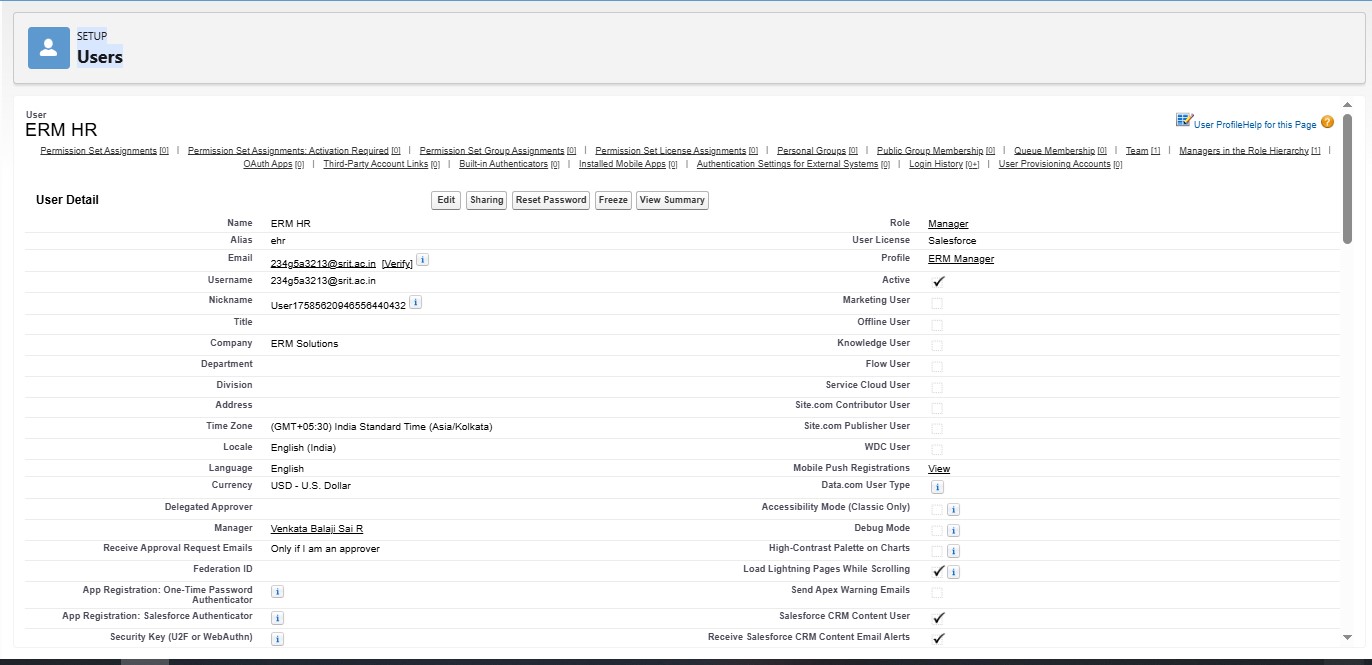 SETUP
Users
User
ERM HR
User Profile Help for this Page
Permission Set Assignments [0] | Permission Set Assignments: Activation Required [0] | Permission Set Group Assignments [0] | Permission Set License Assignments [0] | Personal Groups [0] | Public Group Membership [0] | Queue Membership [0] | Team [1] | Managers in the Role Hierarchy [1] |
OAuth Apps [0] | Third-Party Account Links [0] | Built-in Authenticators [0] | Installed Mobile Apps [0] | Authentication Settings for External Systems [0] | Login History [0+] | User Provisioning Accounts [0]
User Detail Edit Sharing Reset Password Freeze View Summary
Name ERM HR Role Manager
Alias ehr User License Salesforce
Email 234g5a3213@srit.ac.in [Verify] i Profile ERM Manager
Username 234g5a3213@srit.ac.in Active
Nickname User17585620946556440432 i Marketing User
Title Offline User
Company ERM Solutions Knowledge User
Department Flow User
Division Service Cloud User
Address Site.com Contributor User
Time Zone (GMT+05:30) India Standard Time (Asia/Kolkata) Site.com Publisher User
Locale English (India) WDC User
Language English Mobile Push Registrations View
Currency USD - U.S. Dollar Data.com User Type i
Delegated Approver Accessibility Mode (Classic Only) i
Manager Venkata Balaji Sai R Debug Mode i
Receive Approval Request Emails Only if I am an approver High-Contrast Palette on Charts i
Federation ID Load Lightning Pages While Scrolling i
App Registration: One-Time Password i Send Apex Warning Emails
Authenticator
App Registration: Salesforce Authenticator i Salesforce CRM Content User
Security Key (U2F or WebAuthn) i Receive Salesforce CRM Content Email Alerts